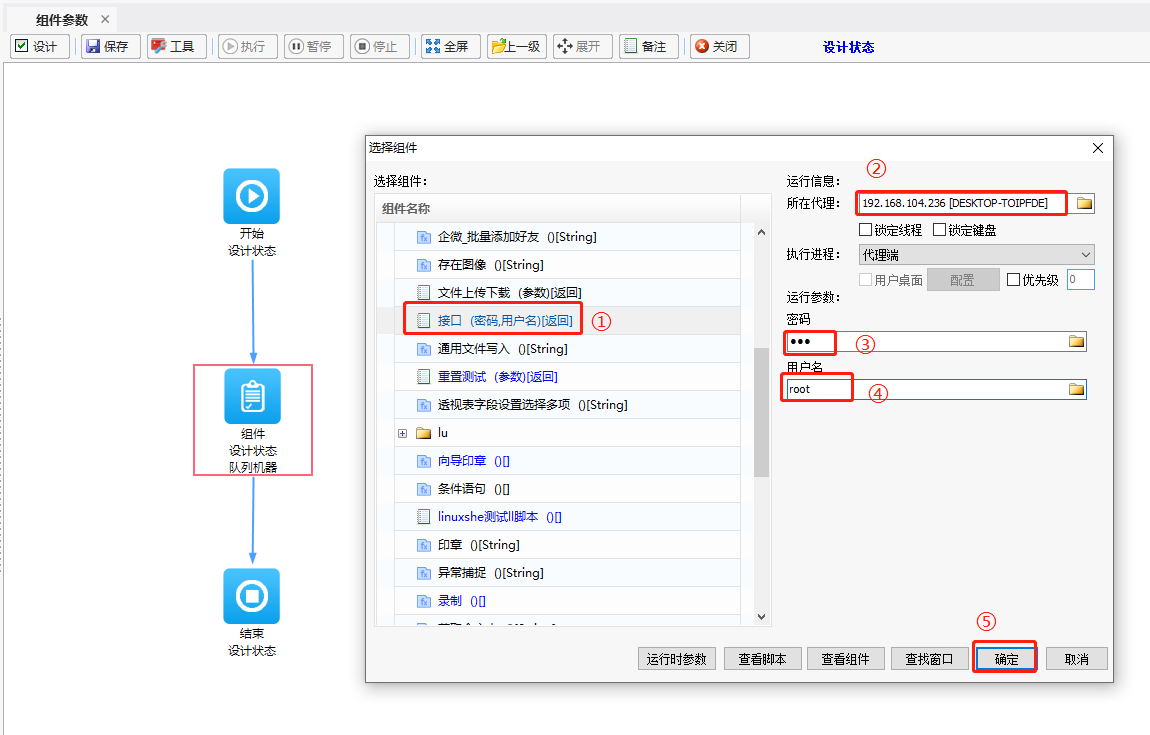 组件参数
设计 保存 工具 执行 暂停 停止 全屏 上一级 展开 备注 关闭 设计状态
开始
设计状态
组件
设计状态
队列机器
结束
设计状态
选择组件
选择组件：
组件名称
企微_批量添加好友 ()[String]
存在图像 ()[String]
文件上传下载 (参数)[返回]
接口 (密码,用户名)[返回] ①
通用文件写入 ()[String]
重置测试 (参数)[返回]
透视表字段设置选择多项 ()[String]
lu
向导印章 ()[]
条件语句 ()[]
linuxshe测试ll脚本 ()[]
印章 ()[String]
异常捕捉 ()[String]
录制 ()[]
②
运行信息：
所在代理： 192.168.104.236 [DESKTOP-TOIPFDE]
锁定线程 锁定键盘
执行进程： 代理端
用户桌面 配置 优先级 0
运行参数：
密码
●●● ③
用户名
root ④
⑤
运行时参数 查看脚本 查看组件 查找窗口 确定 取消